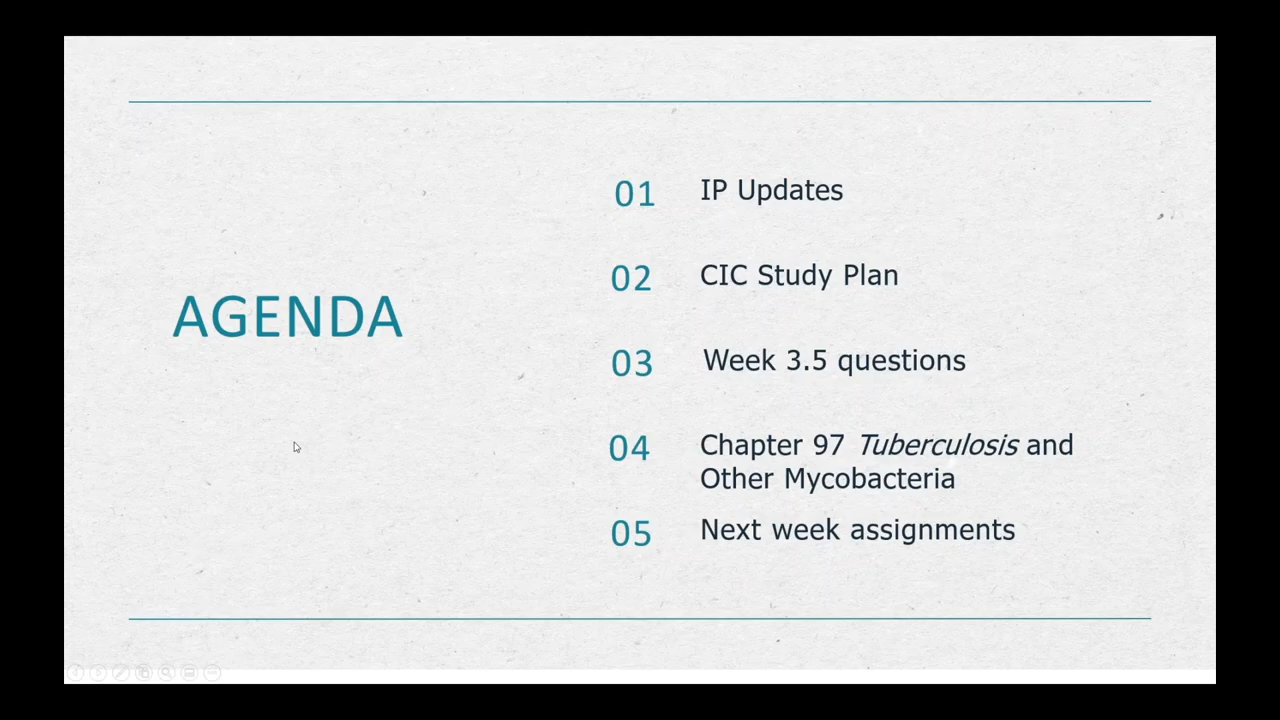 AGENDA
01 IP Updates
02 CIC Study Plan
03 Week 3.5 questions
04 Chapter 97 Tuberculosis and
Other Mycobacteria
05 Next week assignments